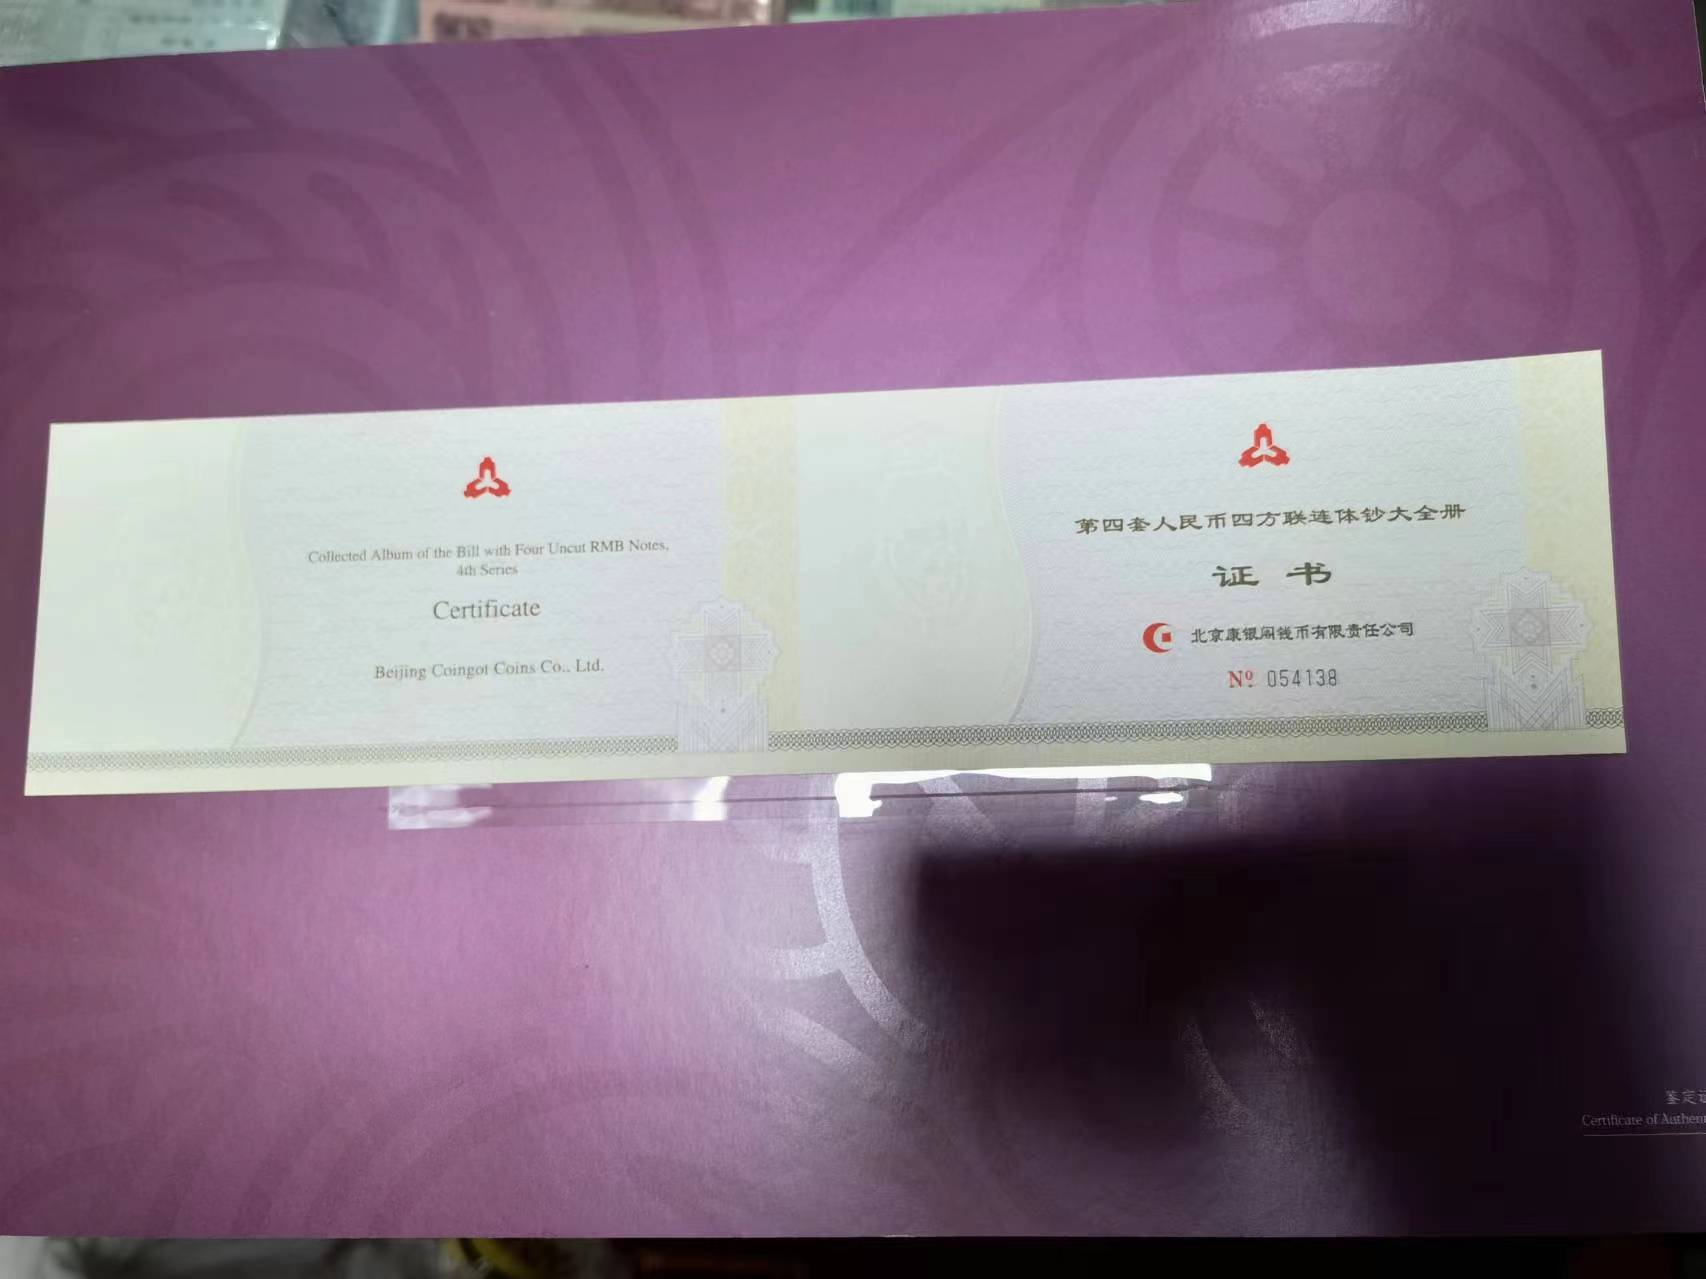 Collected Album of the Bill with Four Uncut RMB Notes,
4th Series
Certificate
Beijing Coingot Coins Co., Ltd.
第四套人民币四方联连体钞大全册
证书
北京康银阁钱币有限责任公司
Nº 054138
鉴定
Certificate of